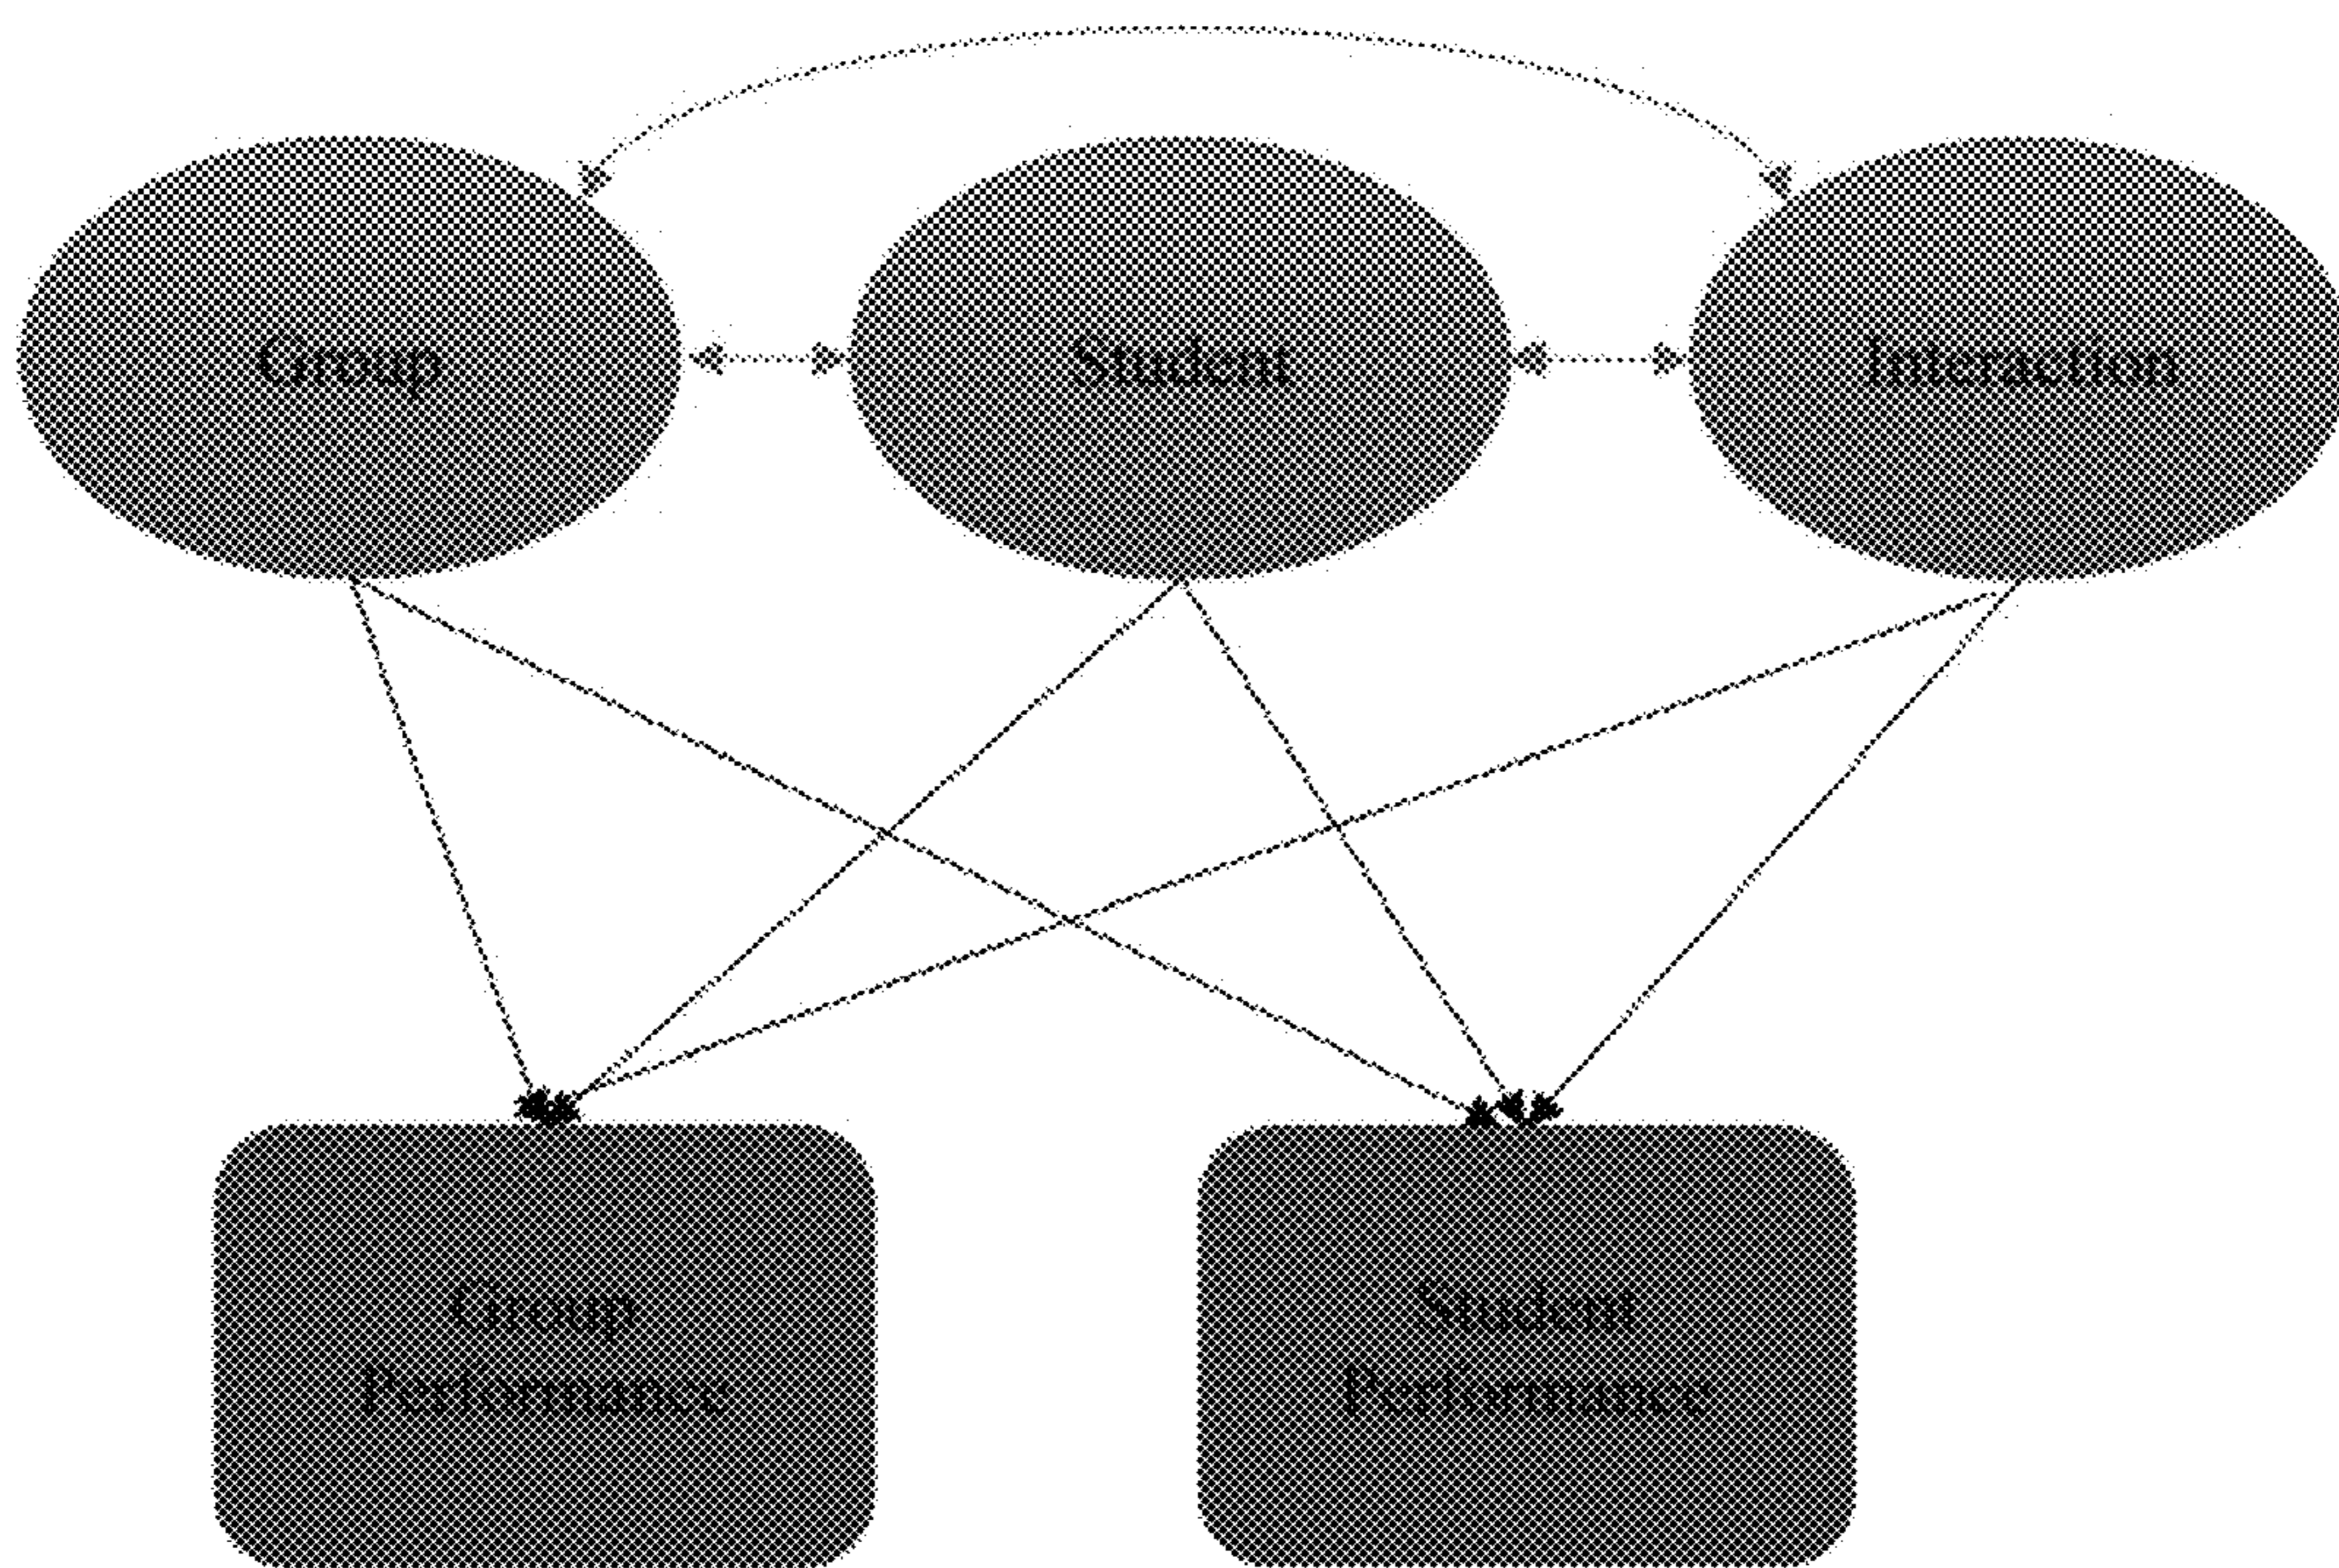 Group
Student
Interaction
Group
Performance
Student
Performance